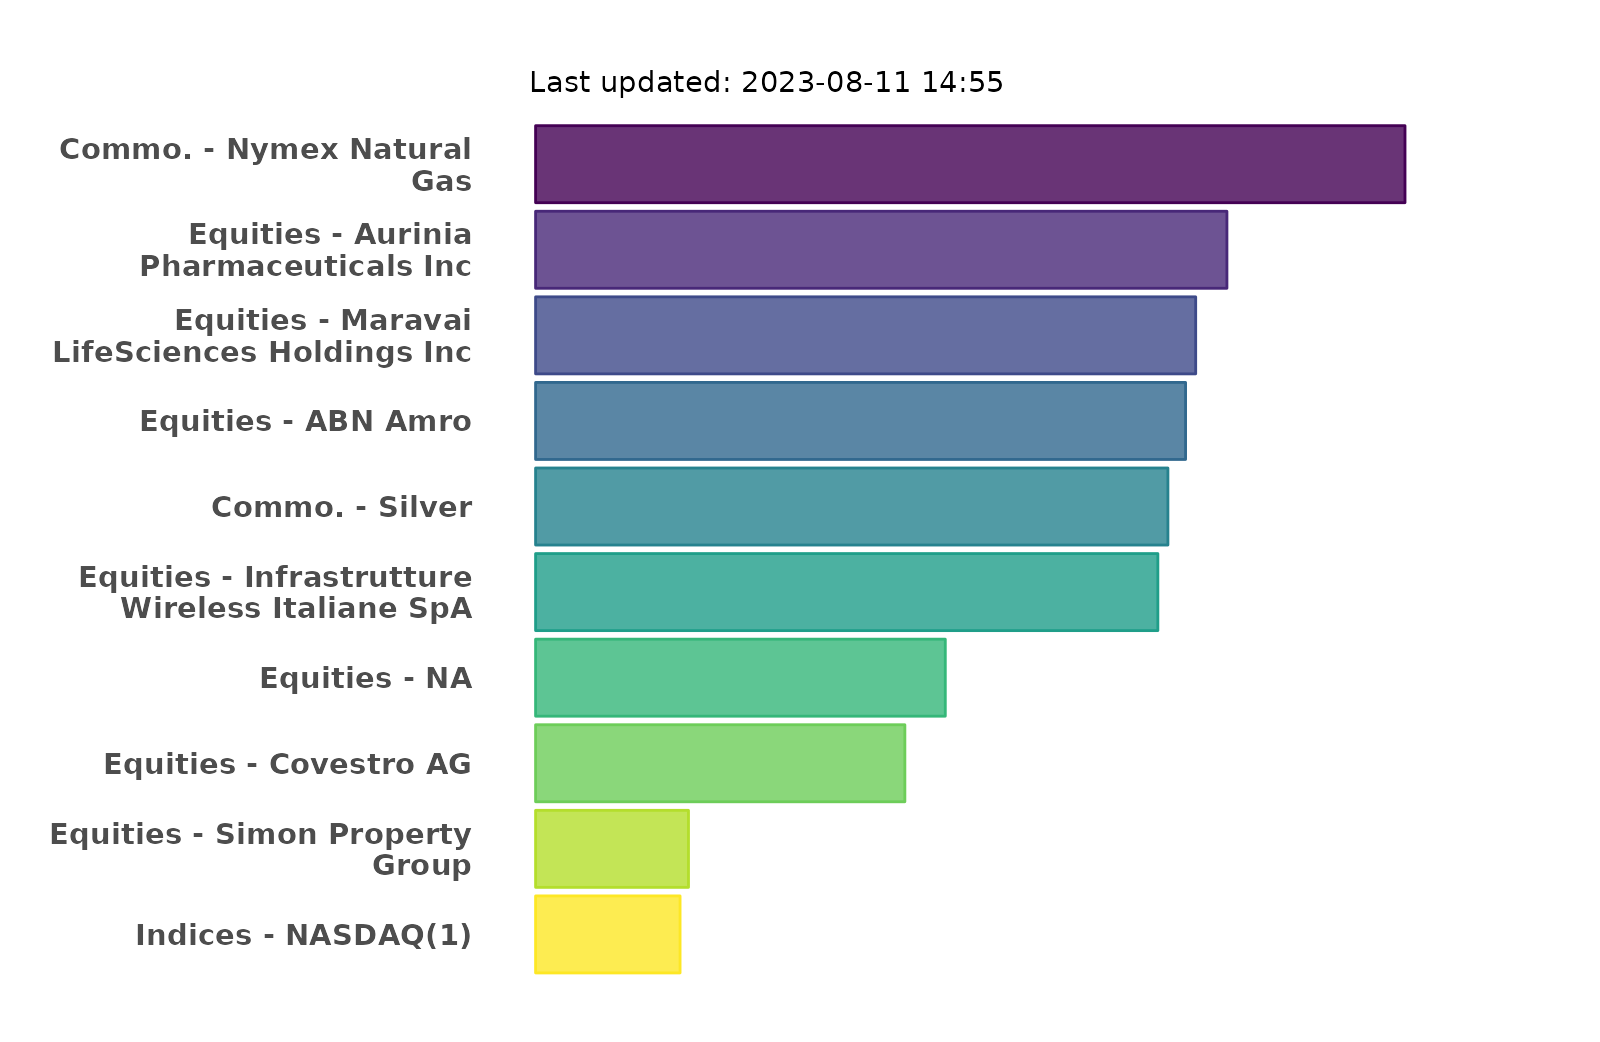 Last updated: 2023-08-11 14:55
Commo. - Nymex Natural
Gas
Equities - Aurinia
Pharmaceuticals Inc
Equities - Maravai
LifeSciences Holdings Inc
Equities - ABN Amro
Commo. - Silver
Equities - Infrastrutture
Wireless Italiane SpA
Equities - NA
Equities - Covestro AG
Equities - Simon Property
Group
Indices - NASDAQ(1)